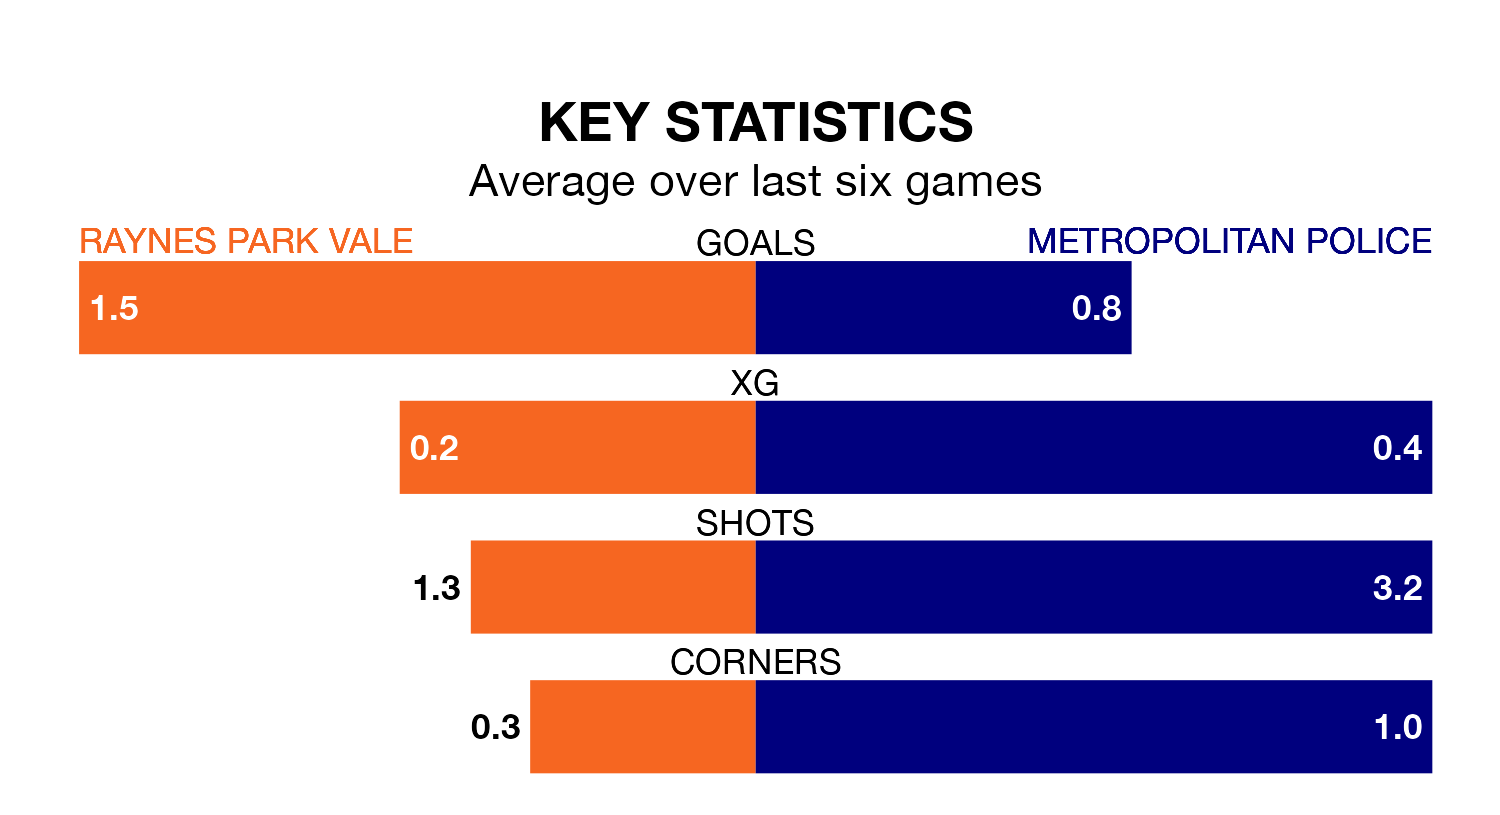 KEY STATISTICS
Average over last six games
RAYNES PARK VALE GOALS METROPOLITAN POLICE
1.5 0.8
XG
0.2 0.4
SHOTS
1.3 3.2
CORNERS
0.3 1.0